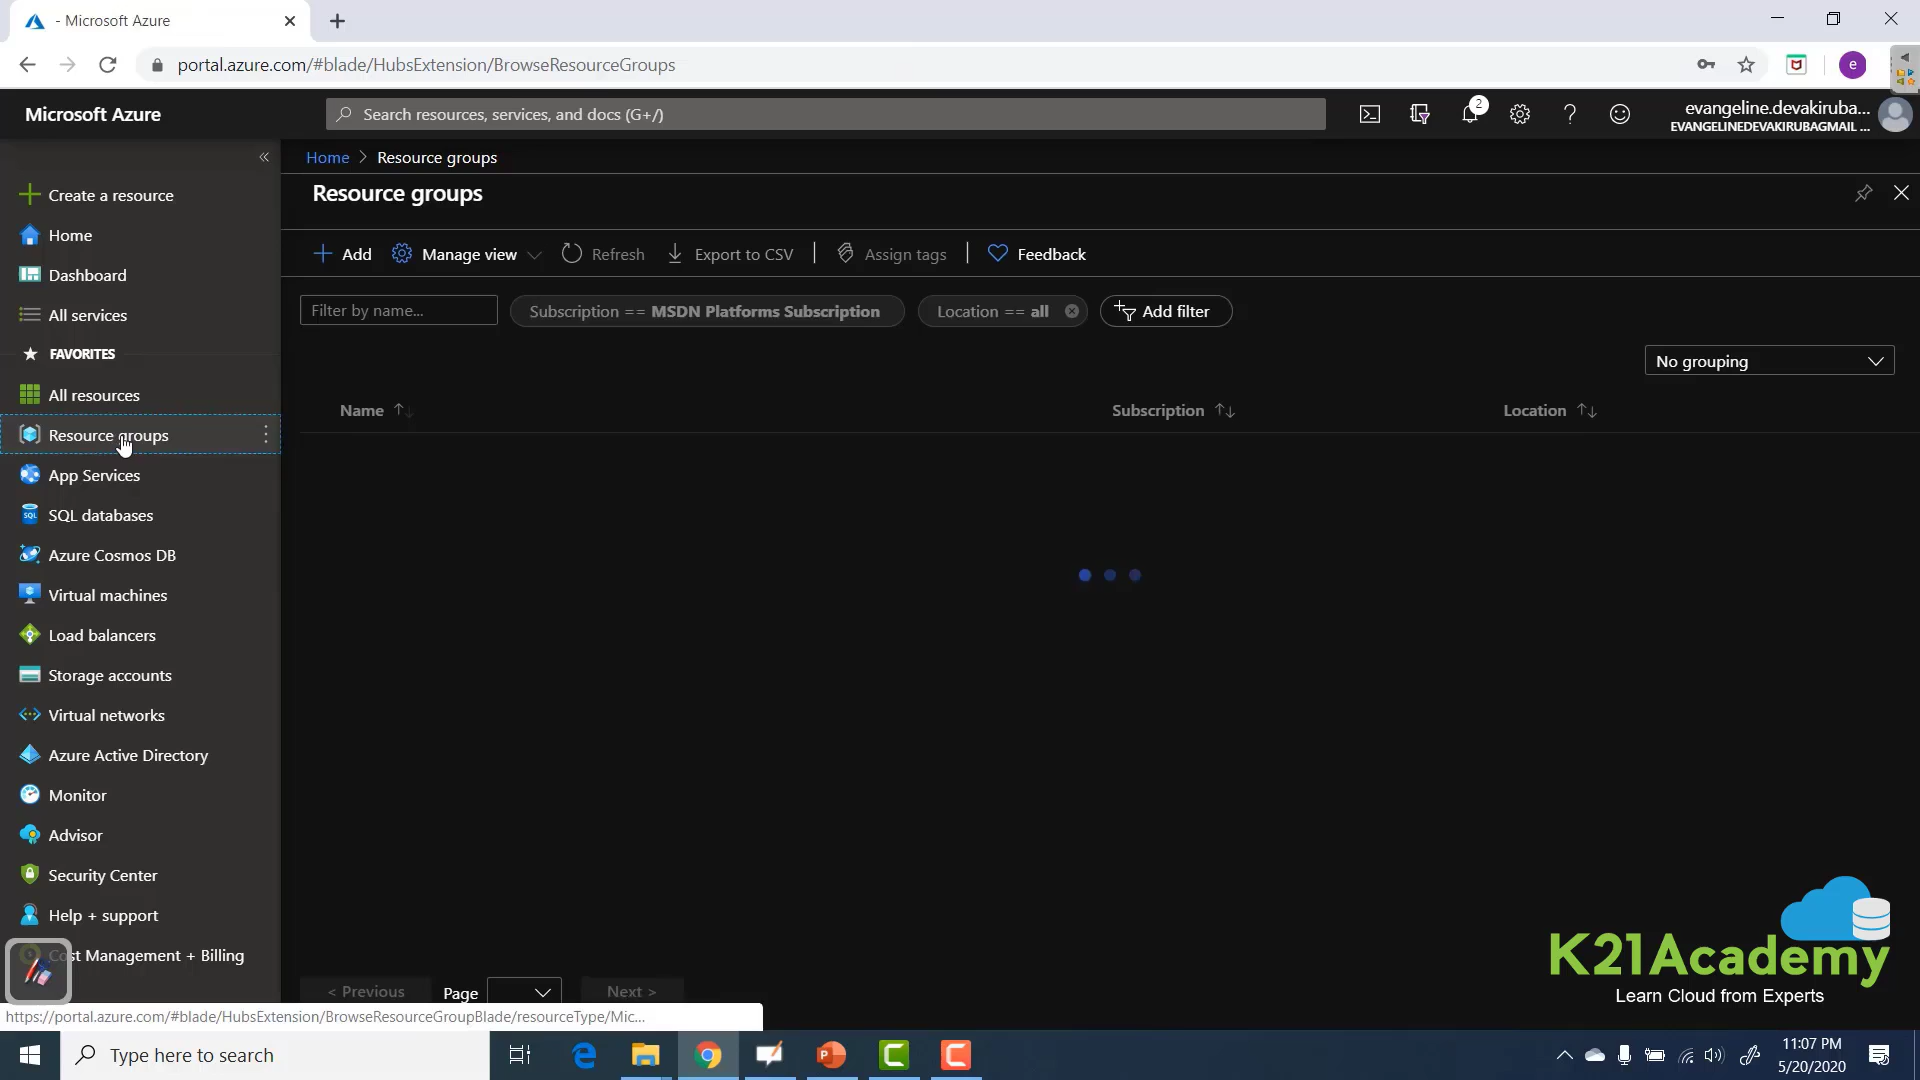 - Microsoft Azure
portal.azure.com/#blade/HubsExtension/BrowseResourceGroups
e
Microsoft Azure
Search resources, services, and docs (G+/)
2
evangeline.devakiruba...
EVANGELINEDEVAKIRUBAGMAIL ...
Home > Resource groups
Resource groups
Create a resource
Home
Dashboard
All services
FAVORITES
All resources
Resource groups
App Services
SQL databases
Azure Cosmos DB
Virtual machines
Load balancers
Storage accounts
Virtual networks
Azure Active Directory
Monitor
Advisor
Security Center
Help + support
st Management + Billing
Add
Manage view
Refresh
Export to CSV
Assign tags
Feedback
Filter by name...
Subscription == MSDN Platforms Subscription
Location == all
Add filter
No grouping
Name
Subscription
Location
< Previous
Page
Next >
K21Academy
Learn Cloud from Experts
https://portal.azure.com/#blade/HubsExtension/BrowseResourceGroupBlade/resourceType/Mic...
Type here to search
11:07 PM
5/20/2020